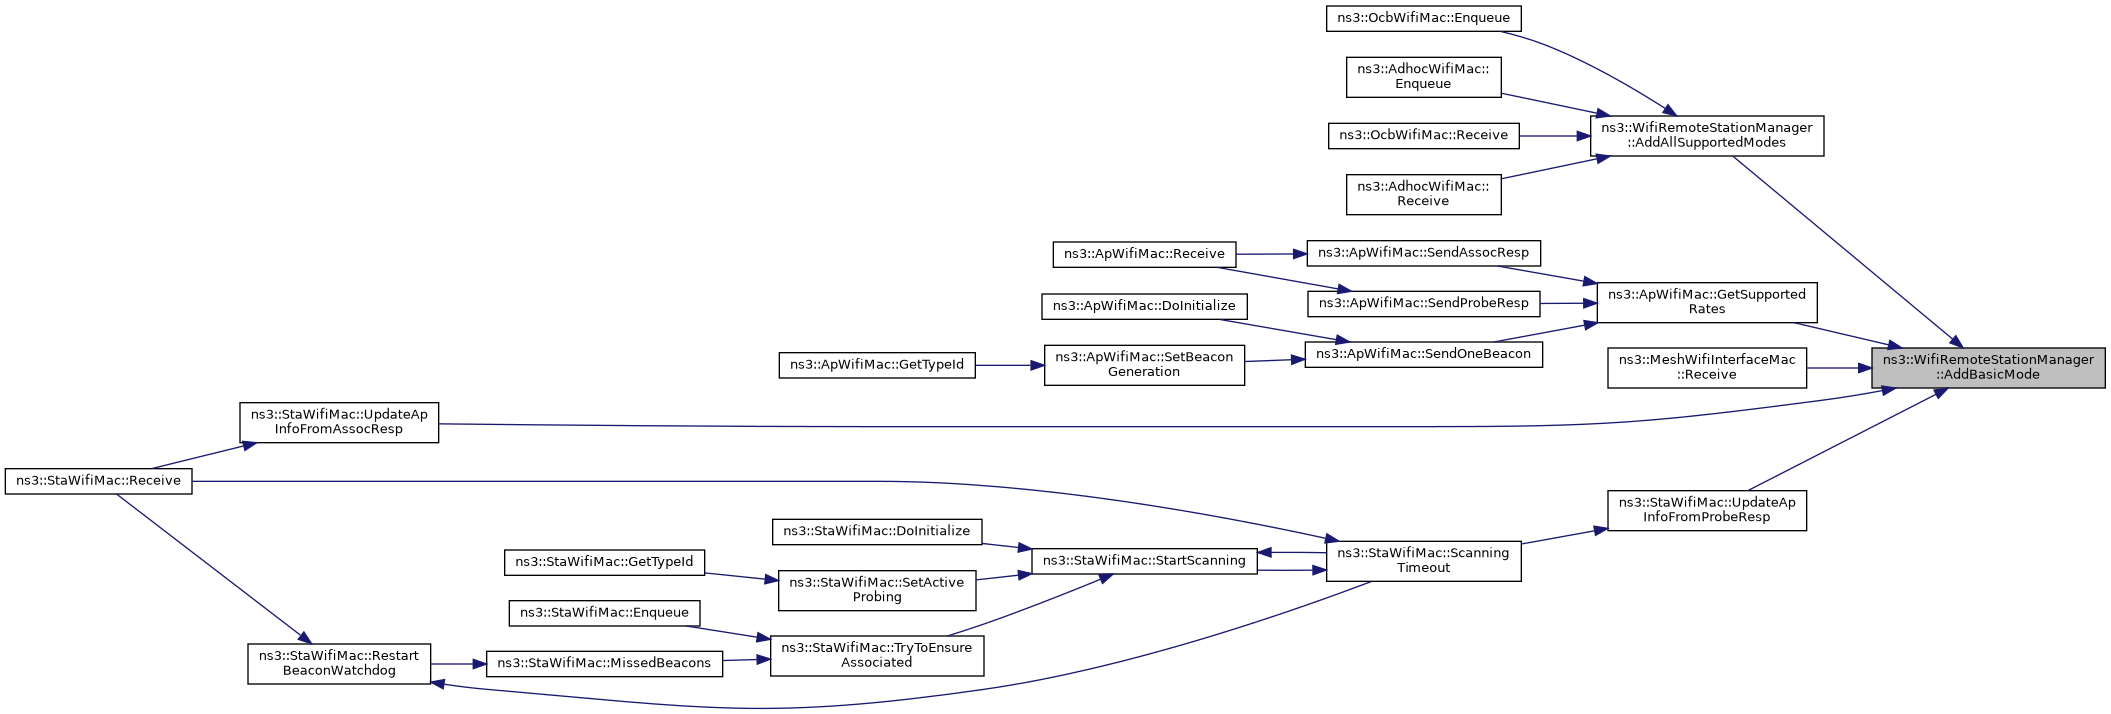 ns3::OcbWifiMac::Enqueue
ns3::AdhocWifiMac::
Enqueue
ns3::WifiRemoteStationManager
::AddAllSupportedModes
ns3::OcbWifiMac::Receive
ns3::AdhocWifiMac::
Receive
ns3::ApWifiMac::Receive
ns3::ApWifiMac::SendAssocResp
ns3::ApWifiMac::SendProbeResp
ns3::ApWifiMac::GetSupported
Rates
ns3::ApWifiMac::DoInitialize
ns3::ApWifiMac::SendOneBeacon
ns3::ApWifiMac::GetTypeId
ns3::ApWifiMac::SetBeacon
Generation
ns3::MeshWifiInterfaceMac
::Receive
ns3::WifiRemoteStationManager
::AddBasicMode
ns3::StaWifiMac::UpdateAp
InfoFromAssocResp
ns3::StaWifiMac::Receive
ns3::StaWifiMac::UpdateAp
InfoFromProbeResp
ns3::StaWifiMac::DoInitialize
ns3::StaWifiMac::GetTypeId
ns3::StaWifiMac::SetActive
Probing
ns3::StaWifiMac::StartScanning
ns3::StaWifiMac::Scanning
Timeout
ns3::StaWifiMac::Enqueue
ns3::StaWifiMac::Restart
BeaconWatchdog
ns3::StaWifiMac::MissedBeacons
ns3::StaWifiMac::TryToEnsure
Associated